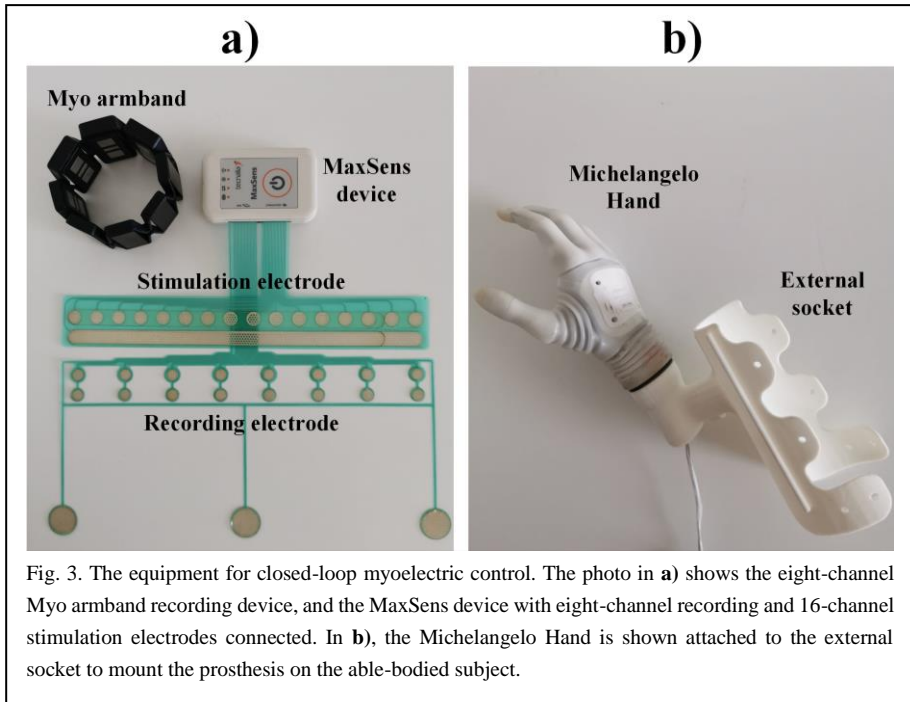 a)
b)
Myo armband
MaxSens
device
tecnalia
MaxSens
Stimulation electrode
Recording electrode
Michelangelo
Hand
External
socket
Fig. 3. The equipment for closed-loop myoelectric control. The photo in a) shows the eight-channel
Myo armband recording device, and the MaxSens device with eight-channel recording and 16-channel
stimulation electrodes connected. In b), the Michelangelo Hand is shown attached to the external
socket to mount the prosthesis on the able-bodied subject.